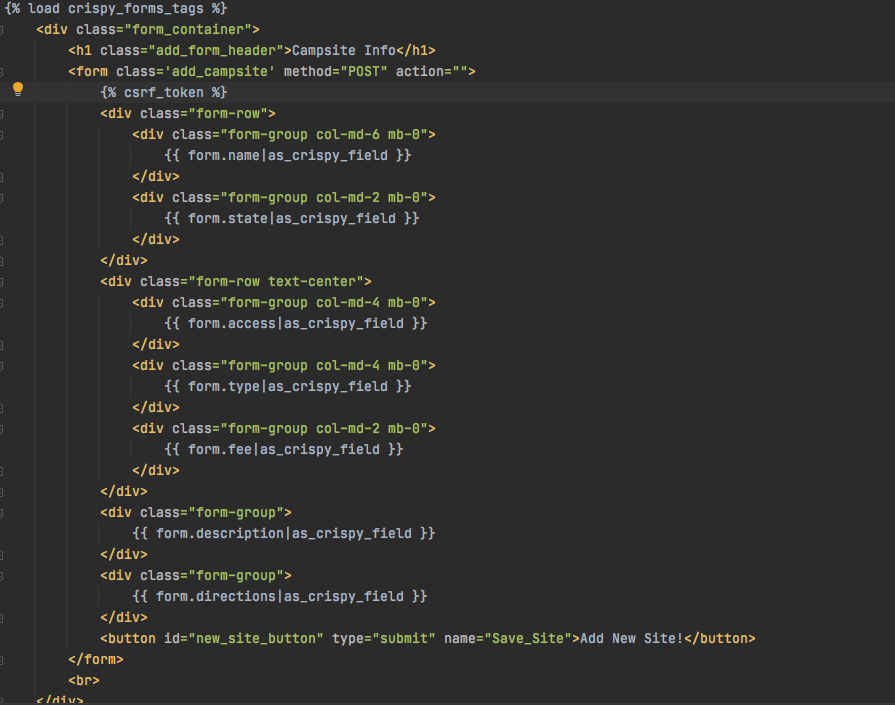 {% load crispy_forms_tags %}
<div class="form_container">
<h1 class="add_form_header">Campsite Info</h1>
<form class='add_campsite' method="POST" action="">
{% csrf_token %}
<div class="form-row">
<div class="form-group col-md-6 mb-0">
{{ form.name|as_crispy_field }}
</div>
<div class="form-group col-md-2 mb-0">
{{ form.state|as_crispy_field }}
</div>
</div>
<div class="form-row text-center">
<div class="form-group col-md-4 mb-0">
{{ form.access|as_crispy_field }}
</div>
<div class="form-group col-md-4 mb-0">
{{ form.type|as_crispy_field }}
</div>
<div class="form-group col-md-2 mb-0">
{{ form.fee|as_crispy_field }}
</div>
</div>
<div class="form-group">
{{ form.description|as_crispy_field }}
</div>
<div class="form-group">
{{ form.directions|as_crispy_field }}
</div>
<button id="new_site_button" type="submit" name="Save_Site">Add New Site!</button>
</form>
<br>
</div>